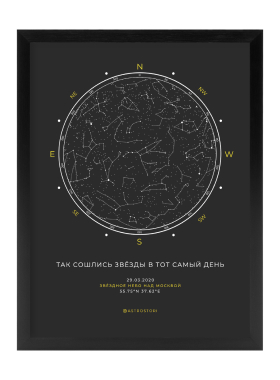 N
NE
NW
E
W
SE
SW
S
ТАК СОШЛИСЬ ЗВЁЗДЫ В ТОТ САМЫЙ ДЕНЬ
29.03.2020
ЗВЁЗДНОЕ НЕБО НАД МОСКВОЙ
55.75°N 37.62°E
@ASTROSTORI